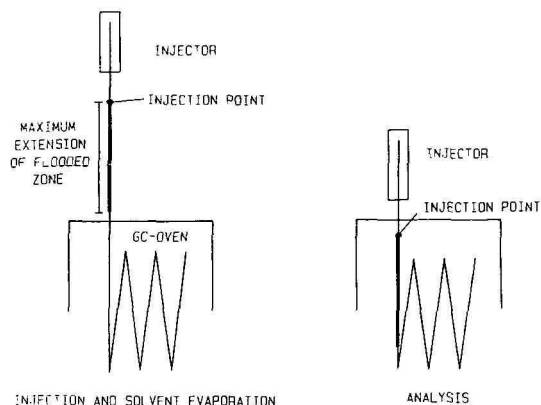 INJECTOR
INJECTION POINT
MAXIMUM
EXTENSION
OF FLOODED
ZONE
GC-OVEN
INJECTION AND SOLVENT EVAPORATION
INJECTOR
INJECTION POINT
ANALYSIS